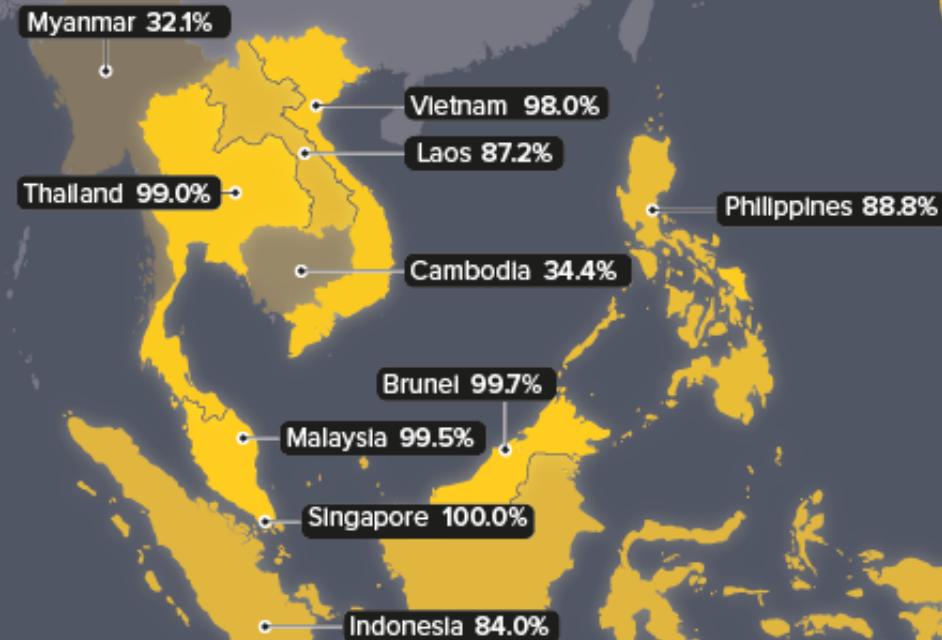 Myanmar 32.1%
Vietnam 98.0%
Laos 87.2%
Thailand 99.0%
Philippines 88.8%
Cambodia 34.4%
Brunei 99.7%
Malaysia 99.5%
Singapore 100.0%
Indonesia 84.0%